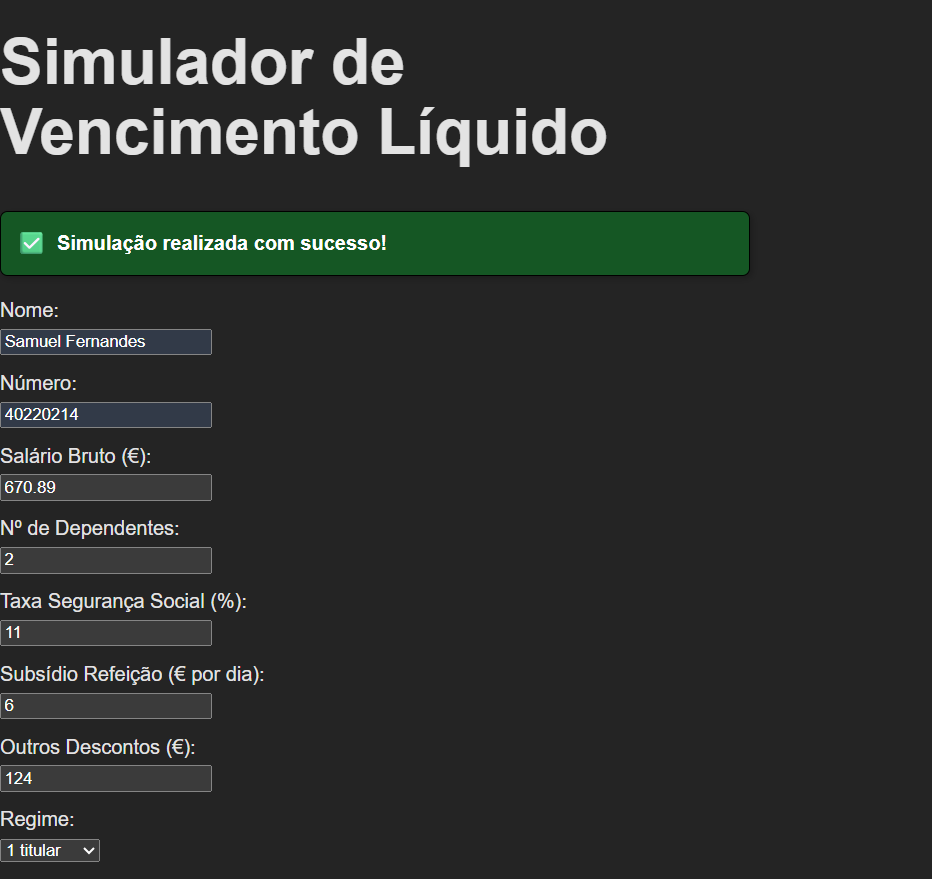 Simulador de
Vencimento Líquido
✅ Simulação realizada com sucesso!
Nome:
Samuel Fernandes
Número:
40220214
Salário Bruto (€):
670.89
Nº de Dependentes:
2
Taxa Segurança Social (%):
11
Subsídio Refeição (€ por dia):
6
Outros Descontos (€):
124
Regime:
1 titular